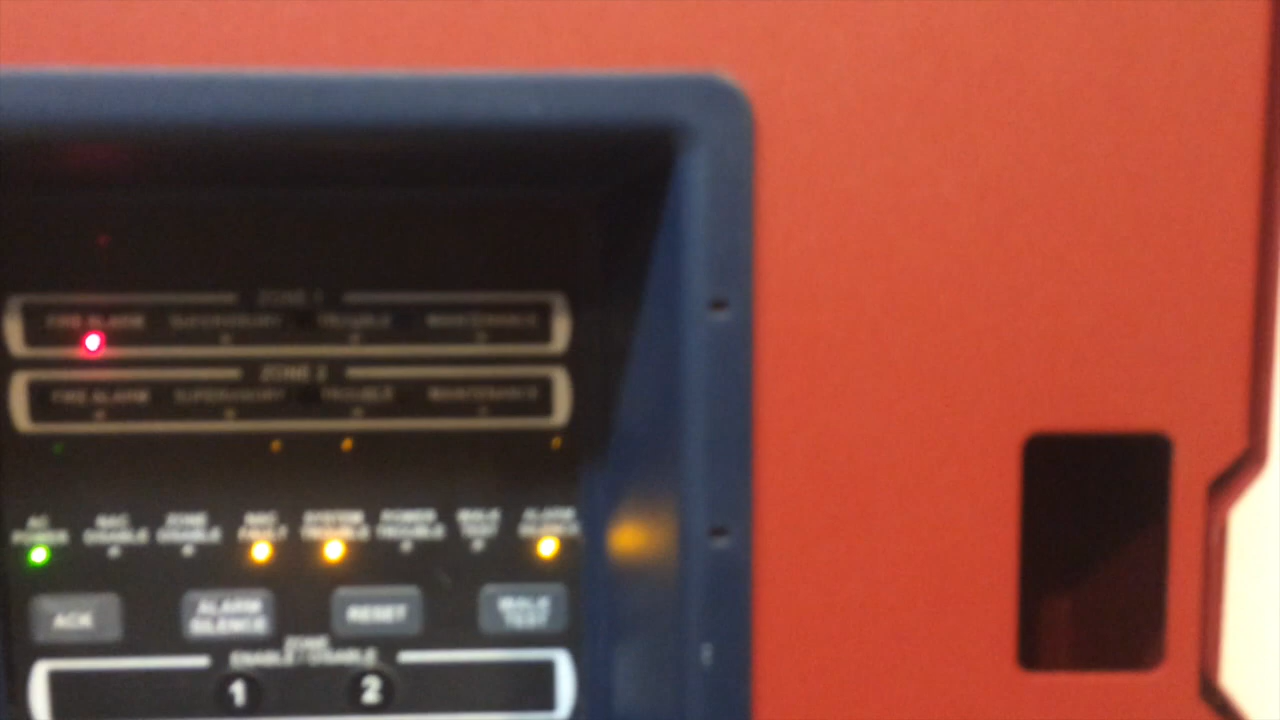 ZONE 1
FIRE ALARM SUPERVISORY TROUBLE MAINTENANCE
ZONE 2
FIRE ALARM SUPERVISORY TROUBLE MAINTENANCE
AC POWER
NAC DISABLE
ZONE DISABLE
NAC FAULT
SYSTEM TROUBLE
POWER TROUBLE
WALK TEST
ALARM SILENCE
ACK
ALARM SILENCE
RESET
WALK TEST
ZONE
ENABLE/DISABLE
1 2